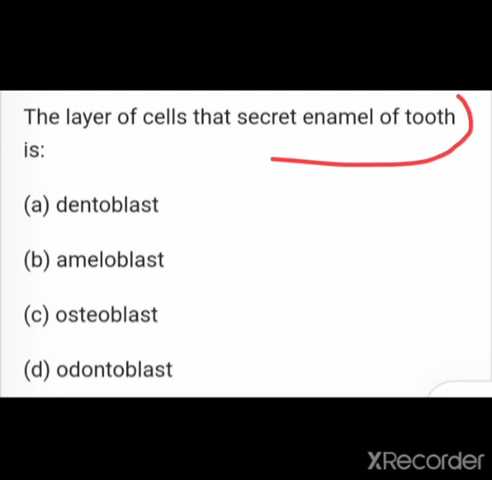 The layer of cells that secret enamel of tooth
is:
(a) dentoblast
(b) ameloblast
(c) osteoblast
(d) odontoblast
XRecorder